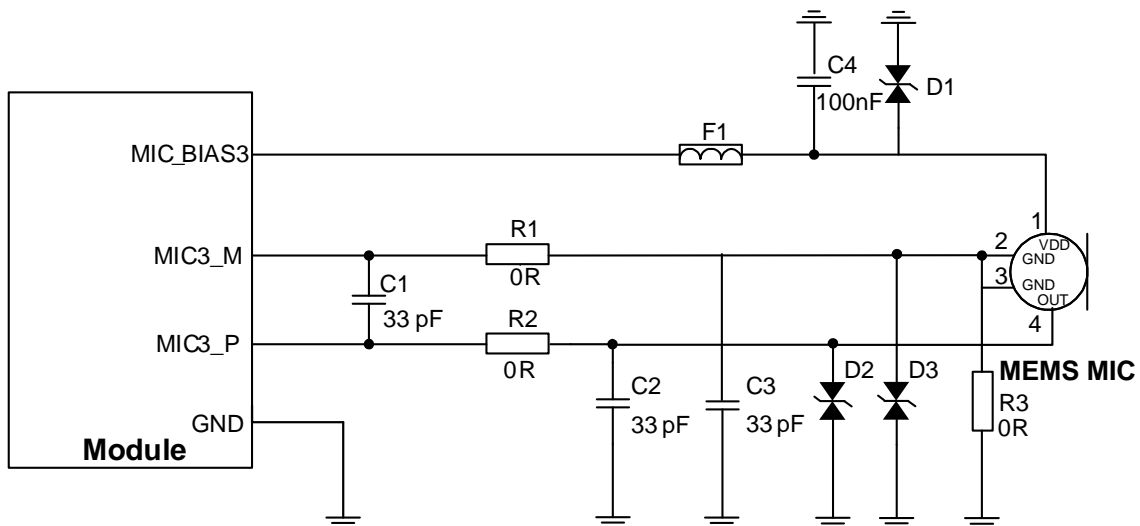 C4
100nF
D1
F1
MIC_BIAS3
1
VDD
R1
0R
MIC3_M
2
GND
3
GND
OUT
4
C1
33 pF
R2
0R
MIC3_P
D2
D3
MEMS MIC
C2
33 pF
C3
33 pF
R3
0R
GND
Module